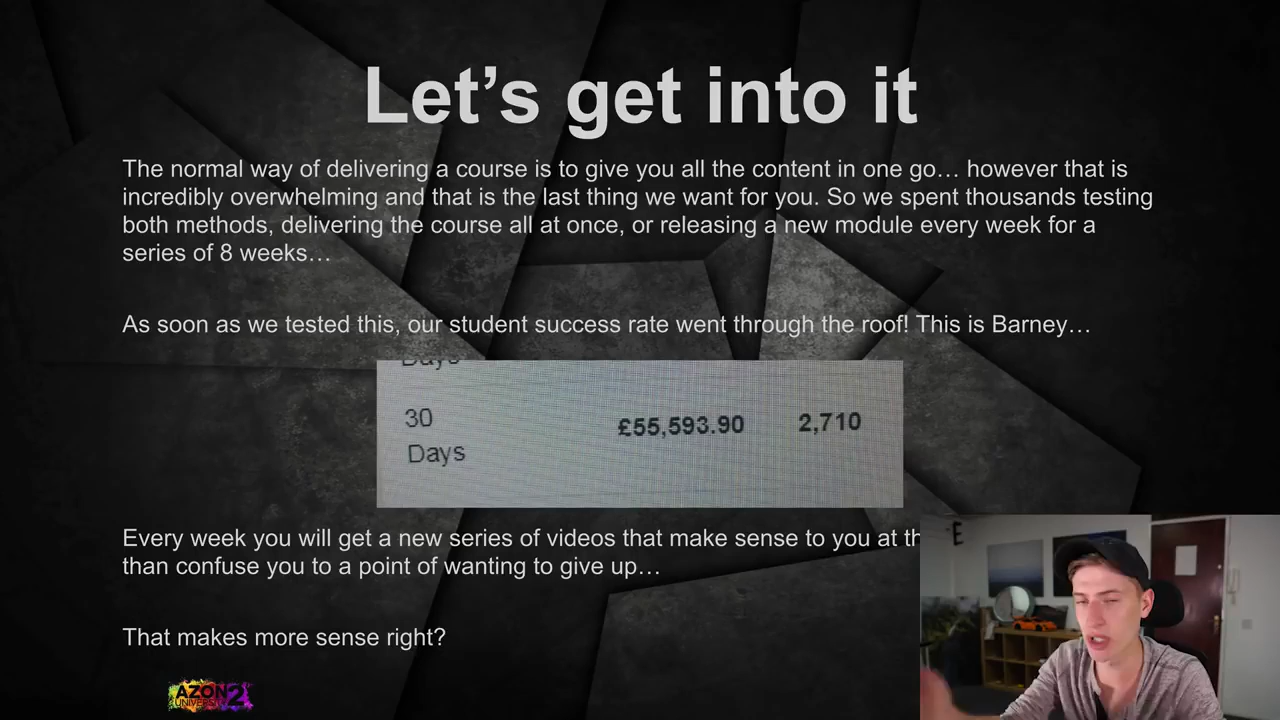 Let's get into it
The normal way of delivering a course is to give you all the content in one go… however that is
incredibly overwhelming and that is the last thing we want for you. So we spent thousands testing
both methods, delivering the course all at once, or releasing a new module every week for a
series of 8 weeks…
As soon as we tested this, our student success rate went through the roof! This is Barney…
Days
30 £55,593.90 2,710
Days
Every week you will get a new series of videos that make sense to you at th
than confuse you to a point of wanting to give up…
That makes more sense right?
E
AZON 2